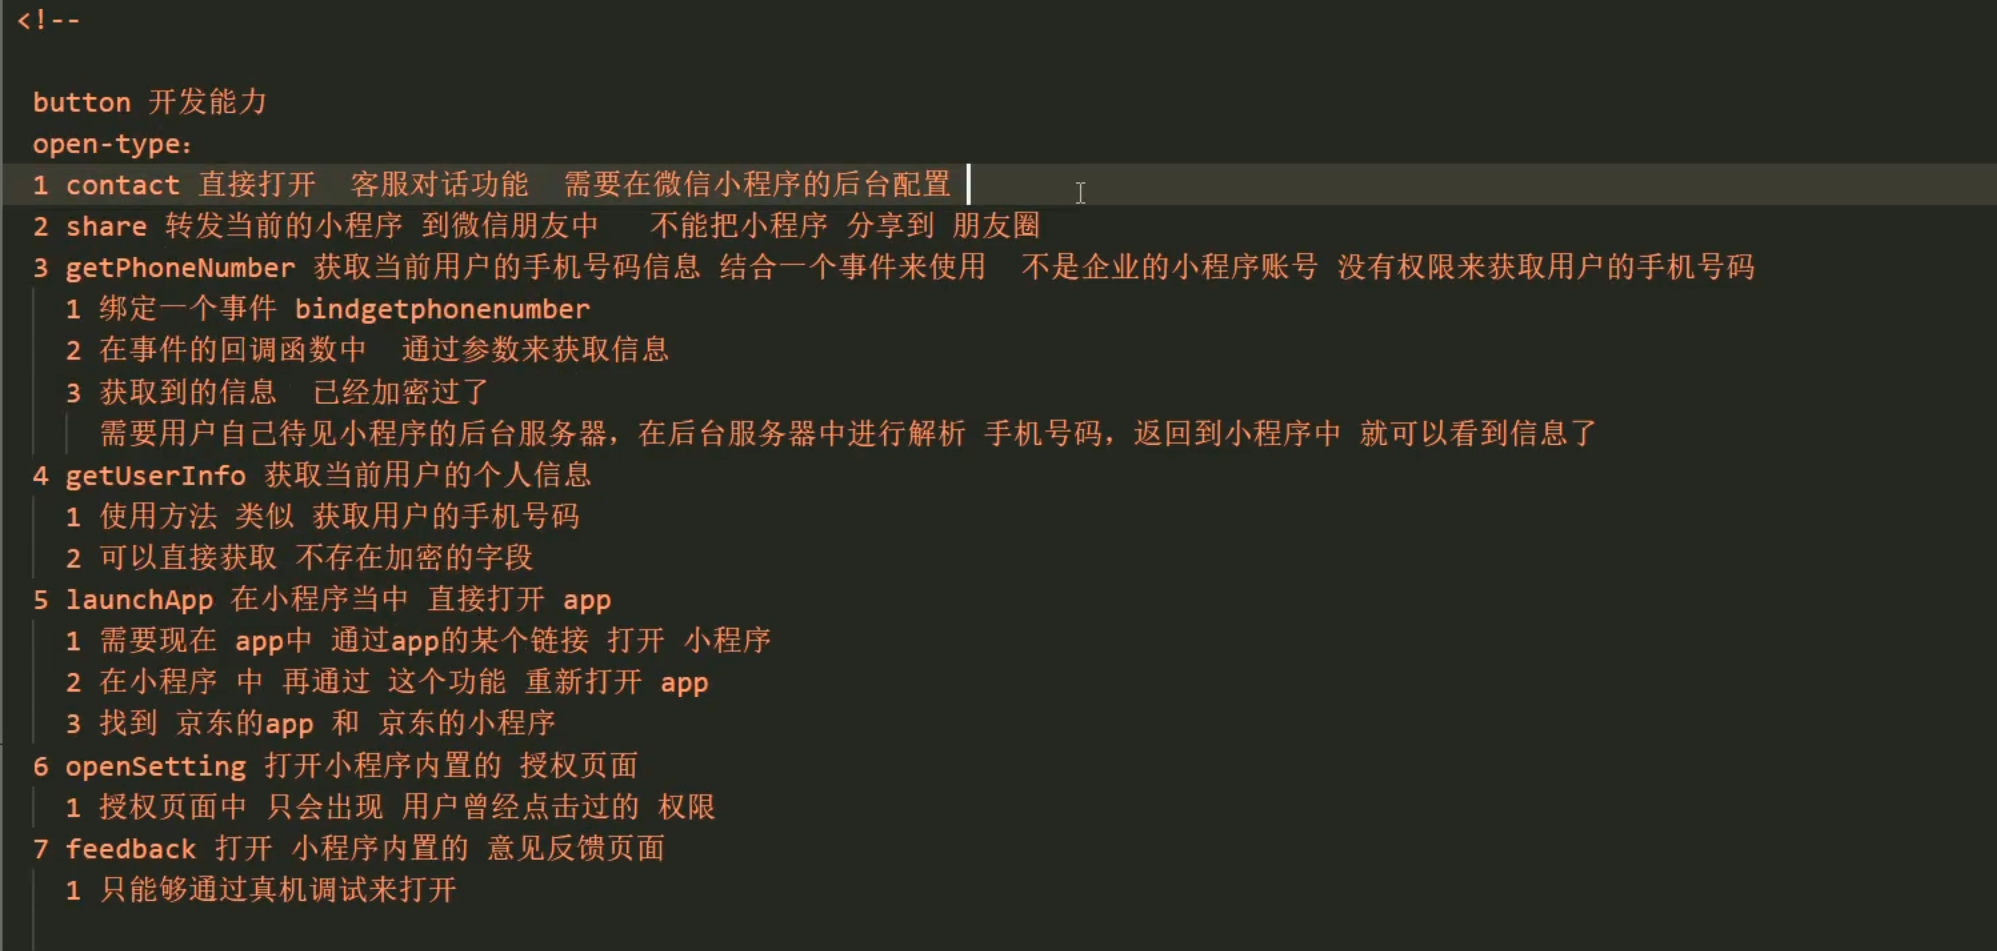 <!--
button 开发能力
open-type：
1 contact 直接打开  客服对话功能  需要在微信小程序的后台配置
2 share 转发当前的小程序 到微信朋友中   不能把小程序 分享到 朋友圈
3 getPhoneNumber 获取当前用户的手机号码信息 结合一个事件来使用  不是企业的小程序账号 没有权限来获取用户的手机号码
1 绑定一个事件 bindgetphonenumber
2 在事件的回调函数中  通过参数来获取信息
3 获取到的信息  已经加密过了
需要用户自己待见小程序的后台服务器，在后台服务器中进行解析 手机号码，返回到小程序中 就可以看到信息了
4 getUserInfo 获取当前用户的个人信息
1 使用方法 类似 获取用户的手机号码
2 可以直接获取 不存在加密的字段
5 launchApp 在小程序当中 直接打开 app
1 需要现在 app中 通过app的某个链接 打开 小程序
2 在小程序 中 再通过 这个功能 重新打开 app
3 找到 京东的app 和 京东的小程序
6 openSetting 打开小程序内置的 授权页面
1 授权页面中 只会出现 用户曾经点击过的 权限
7 feedback 打开 小程序内置的 意见反馈页面
1 只能够通过真机调试来打开